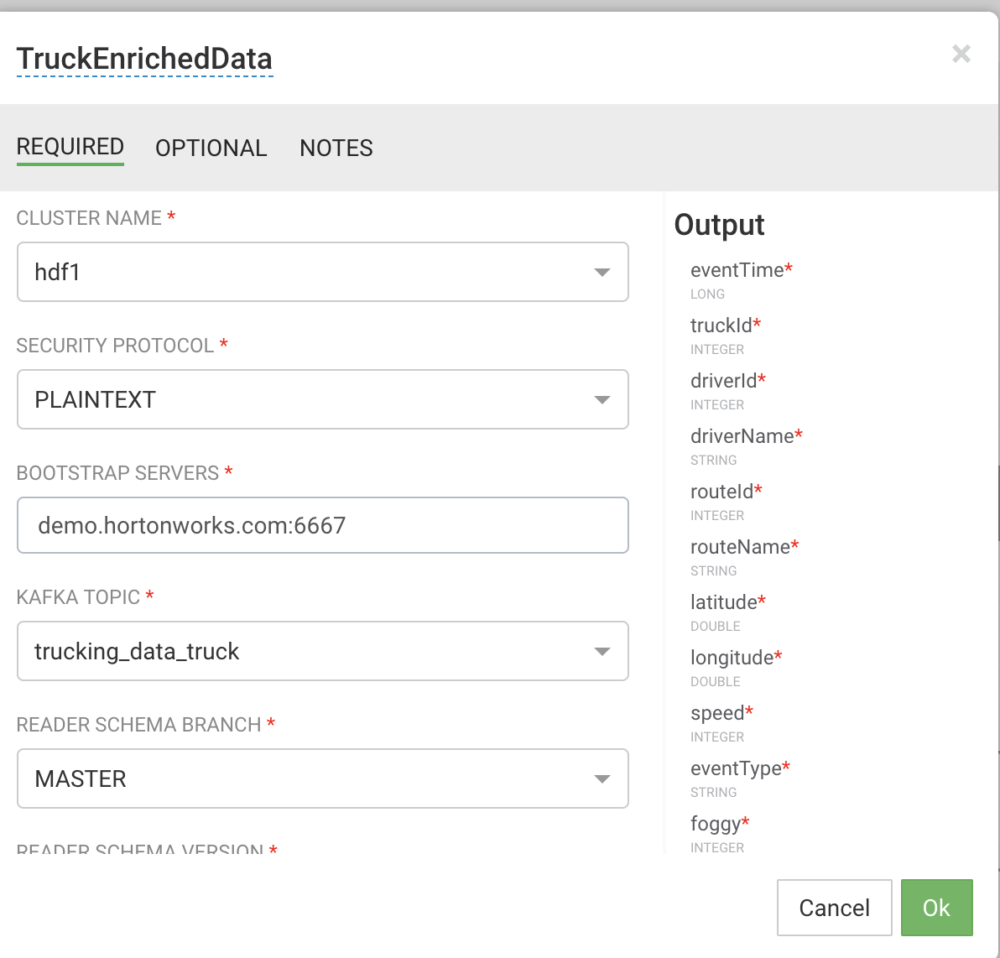 TruckEnrichedData
×
REQUIRED OPTIONAL NOTES
CLUSTER NAME *
hdf1
SECURITY PROTOCOL *
PLAINTEXT
BOOTSTRAP SERVERS *
demo.hortonworks.com:6667
KAFKA TOPIC *
trucking_data_truck
READER SCHEMA BRANCH *
MASTER
READER SCHEMA VERSION *
Output
eventTime*
LONG
truckId*
INTEGER
driverId*
INTEGER
driverName*
STRING
routeId*
INTEGER
routeName*
STRING
latitude*
DOUBLE
longitude*
DOUBLE
speed*
INTEGER
eventType*
STRING
foggy*
INTEGER
Cancel Ok